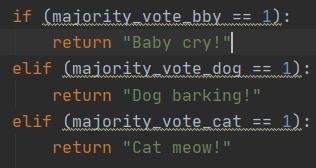 if (majority_vote_bby == 1):
    return "Baby cry!"
elif (majority_vote_dog == 1):
    return "Dog barking!"
elif (majority_vote_cat == 1):
    return "Cat meow!"